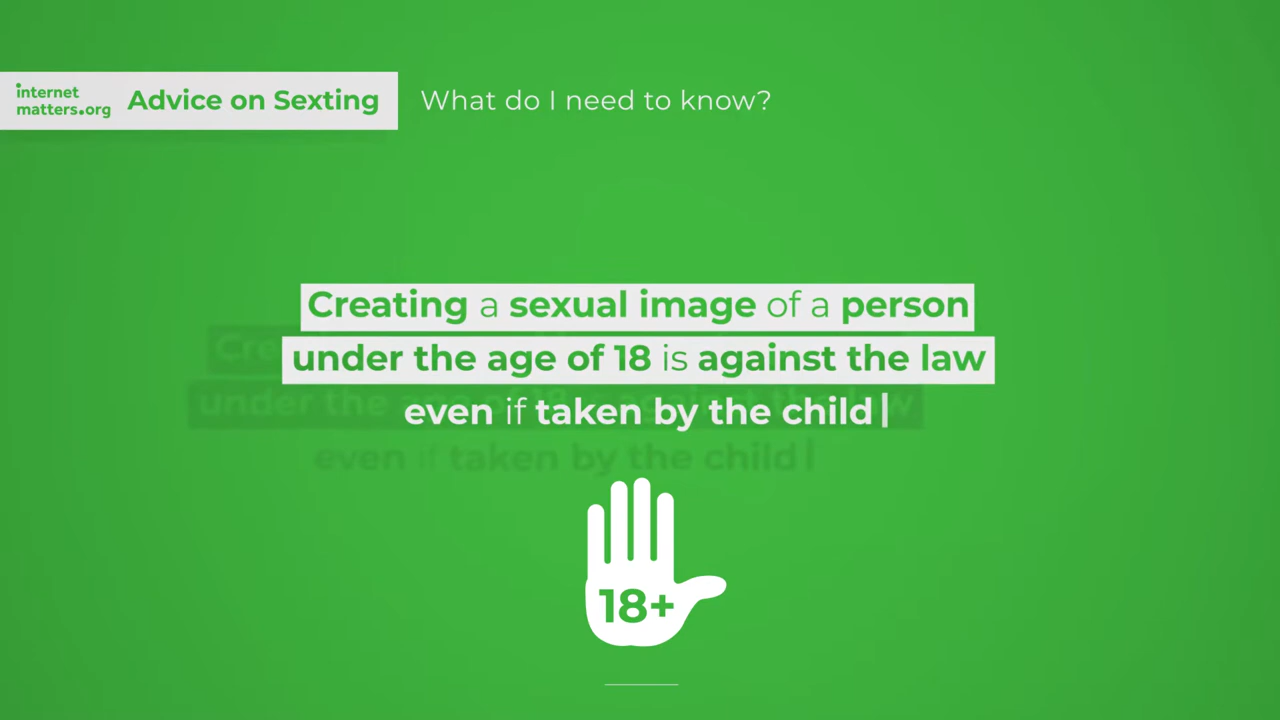 internet
matters.org
Advice on Sexting
What do I need to know?
Creating a sexual image of a person
under the age of 18 is against the law
even if taken by the child
18+